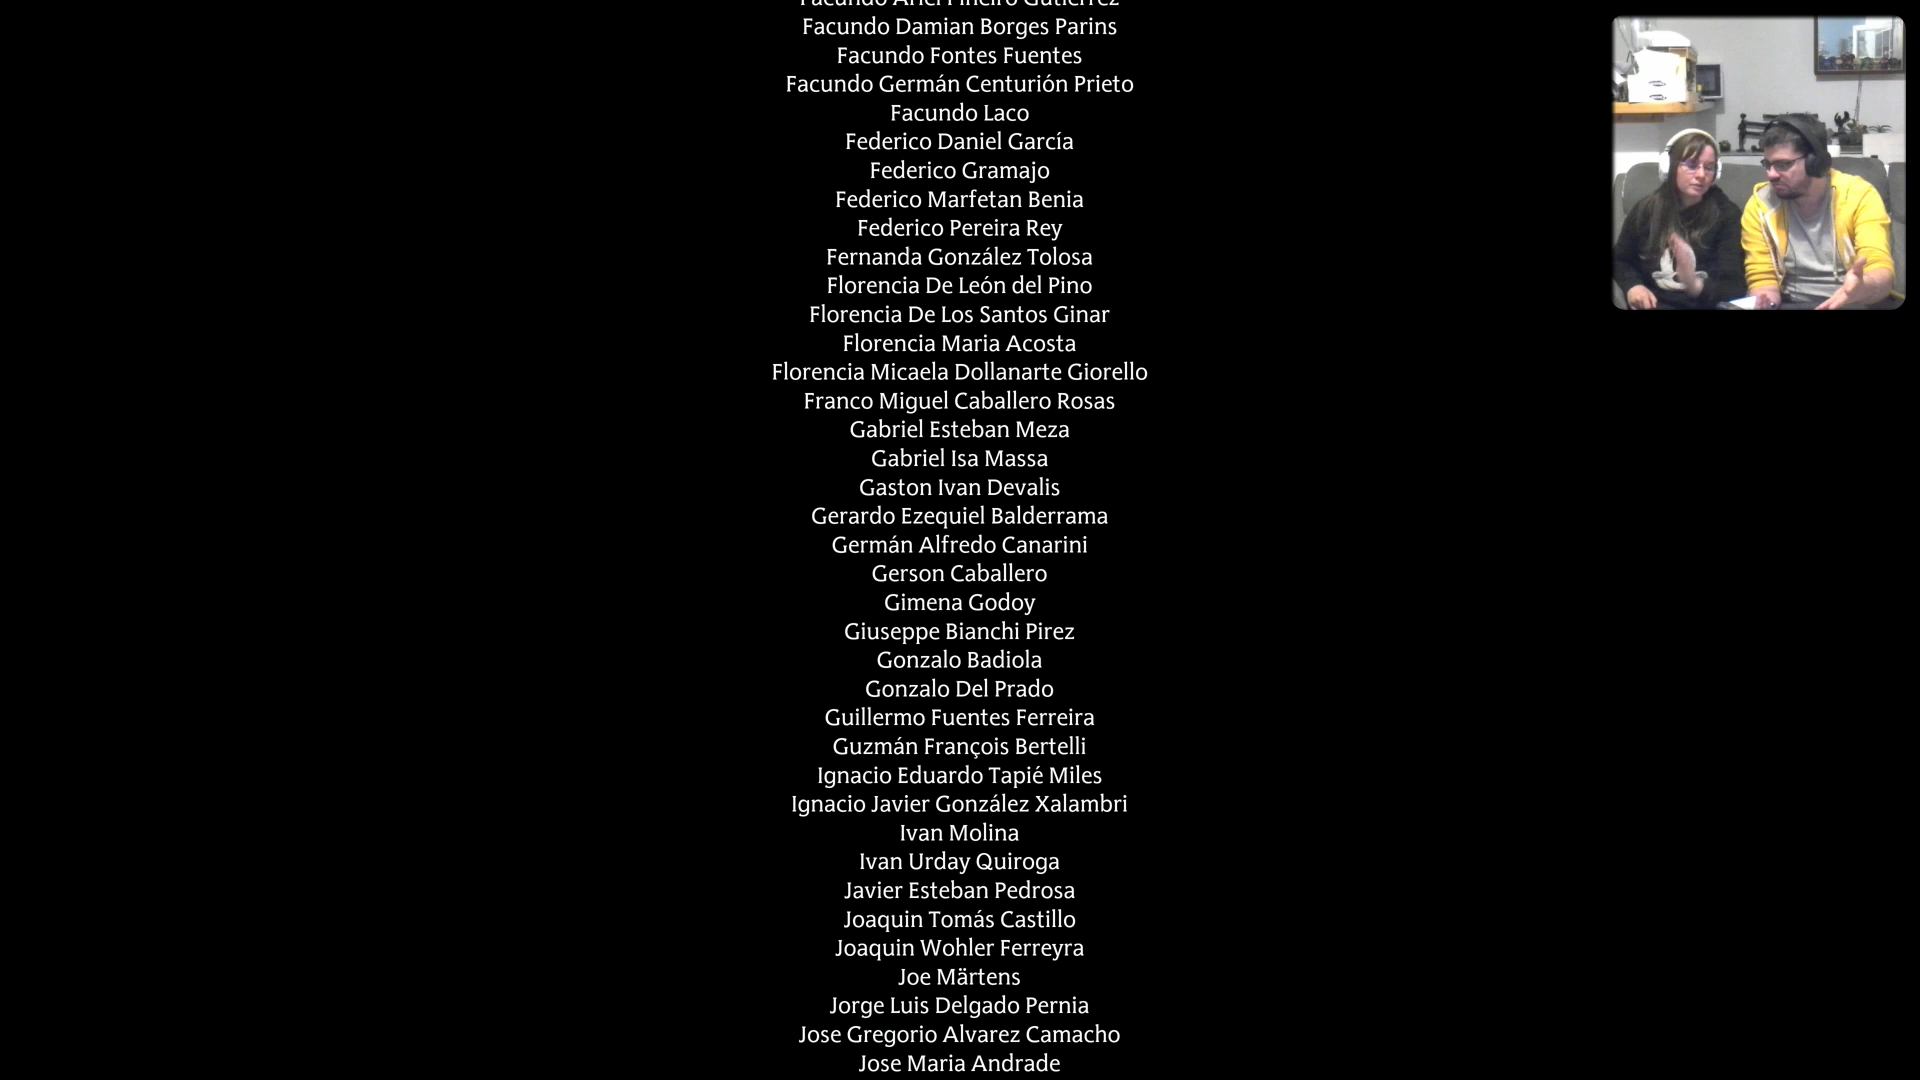 Facundo Ariel Piñeiro Gutierrez
Facundo Damian Borges Parins
Facundo Fontes Fuentes
Facundo Germán Centurión Prieto
Facundo Laco
Federico Daniel García
Federico Gramajo
Federico Marfetan Benia
Federico Pereira Rey
Fernanda González Tolosa
Florencia De León del Pino
Florencia De Los Santos Ginar
Florencia Maria Acosta
Florencia Micaela Dollanarte Giorello
Franco Miguel Caballero Rosas
Gabriel Esteban Meza
Gabriel Isa Massa
Gaston Ivan Devalis
Gerardo Ezequiel Balderrama
Germán Alfredo Canarini
Gerson Caballero
Gimena Godoy
Giuseppe Bianchi Pirez
Gonzalo Badiola
Gonzalo Del Prado
Guillermo Fuentes Ferreira
Guzmán François Bertelli
Ignacio Eduardo Tapié Miles
Ignacio Javier González Xalambri
Ivan Molina
Ivan Urday Quiroga
Javier Esteban Pedrosa
Joaquin Tomás Castillo
Joaquin Wohler Ferreyra
Joe Märtens
Jorge Luis Delgado Pernia
Jose Gregorio Alvarez Camacho
Jose Maria Andrade